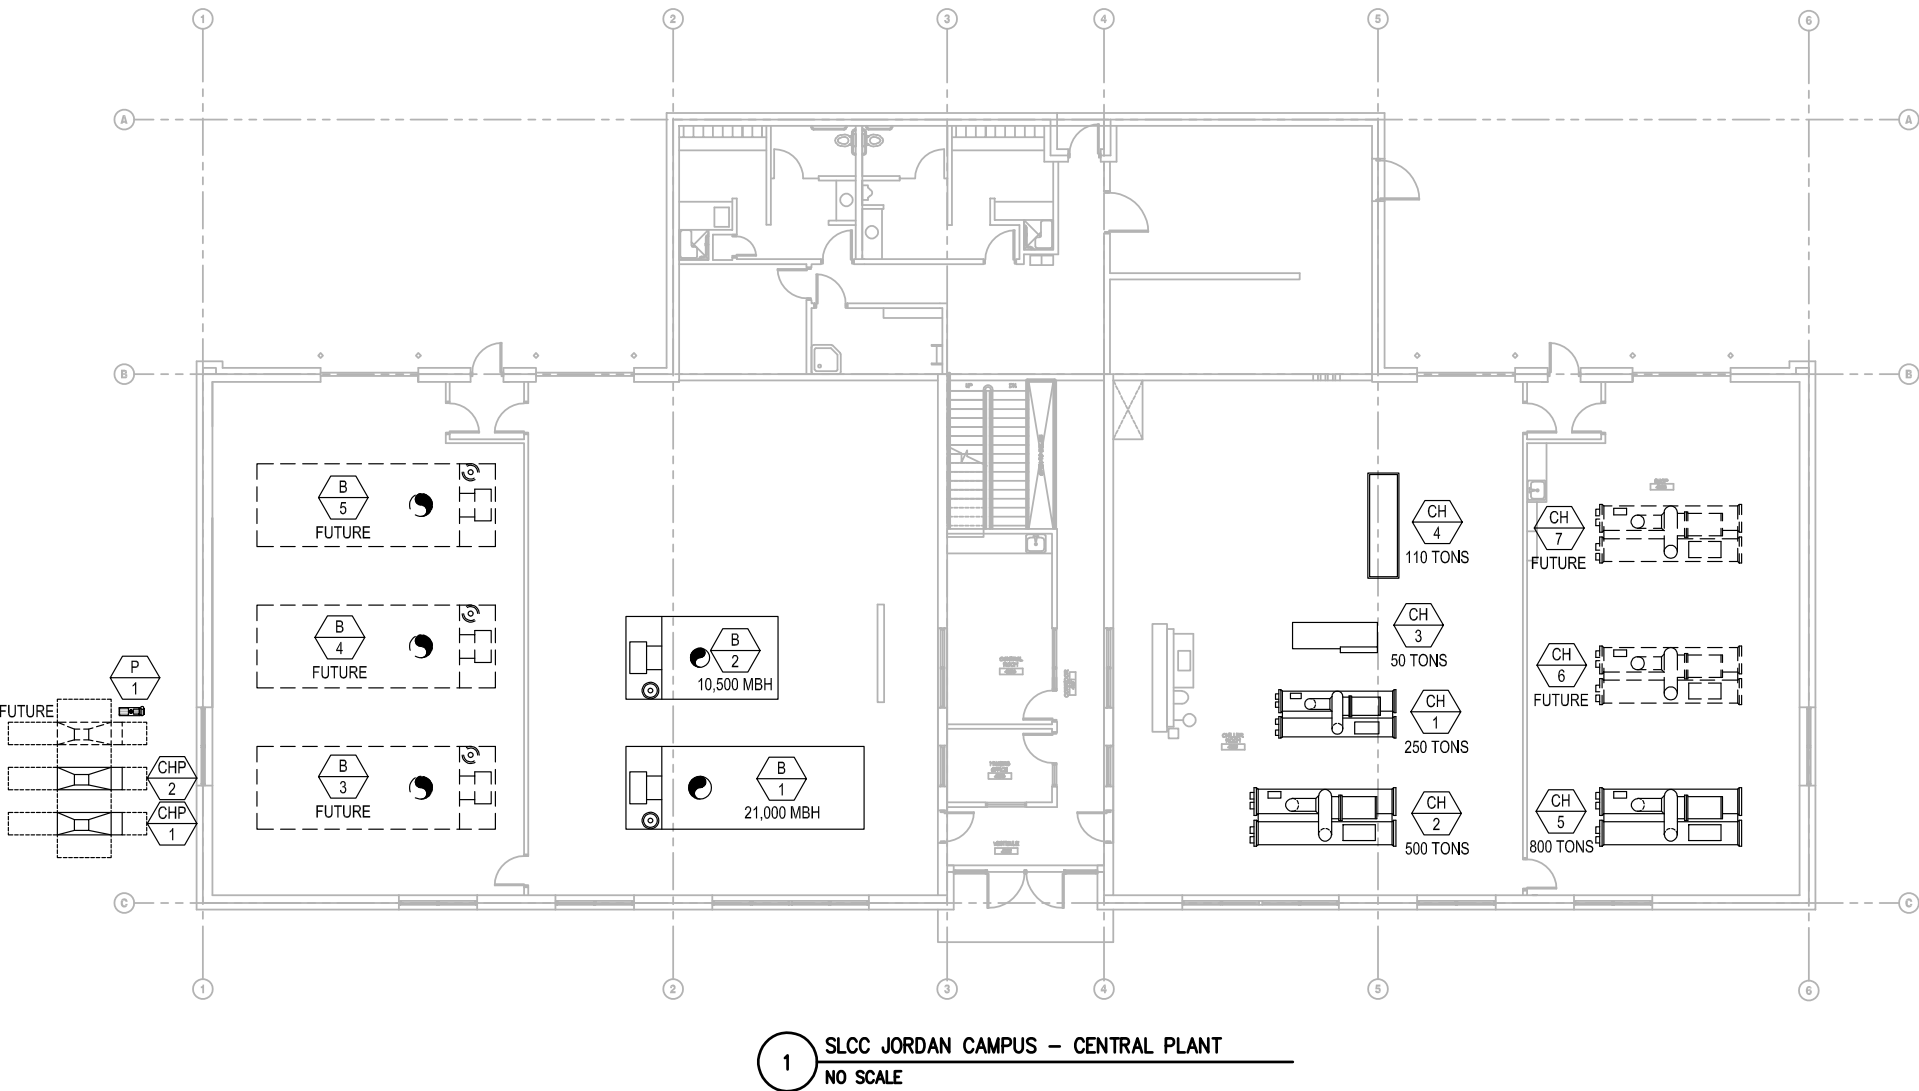 1
2
3
4
5
6
A
A
B
B
B
5
FUTURE
CH
4
110 TONS
CH
7
FUTURE
B
4
FUTURE
B
2
10,500 MBH
CH
3
50 TONS
CH
6
FUTURE
P
1
FUTURE
CH
1
250 TONS
B
3
FUTURE
B
1
21,000 MBH
CHP
2
CHP
1
CH
2
500 TONS
CH
5
800 TONS
C
C
1
2
3
4
5
6
1
SLCC JORDAN CAMPUS – CENTRAL PLANT
NO SCALE